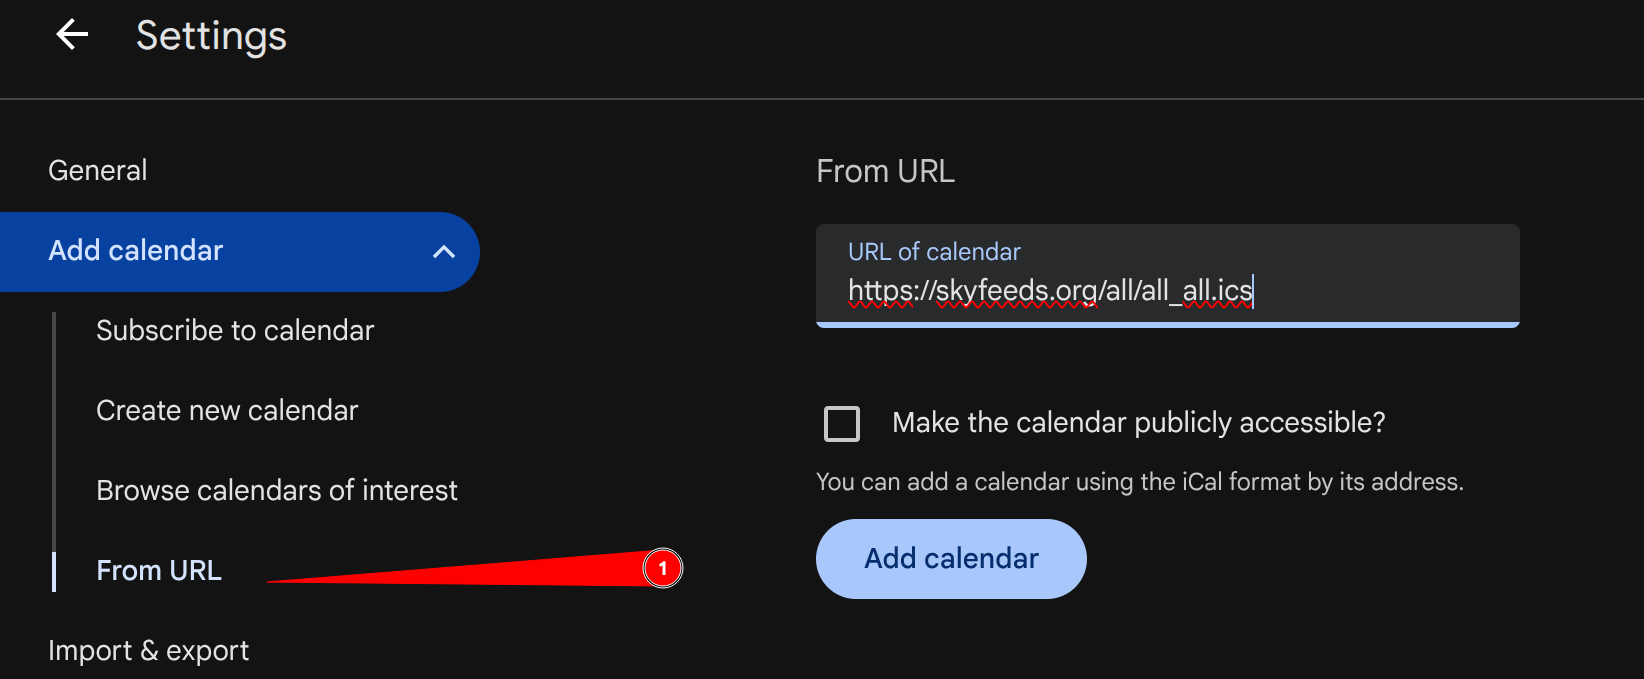 Settings
General
Add calendar
Subscribe to calendar
Create new calendar
Browse calendars of interest
From URL
1
Import & export
From URL
URL of calendar
https://skyfeeds.org/all/all_all.ics
Make the calendar publicly accessible?
You can add a calendar using the iCal format by its address.
Add calendar